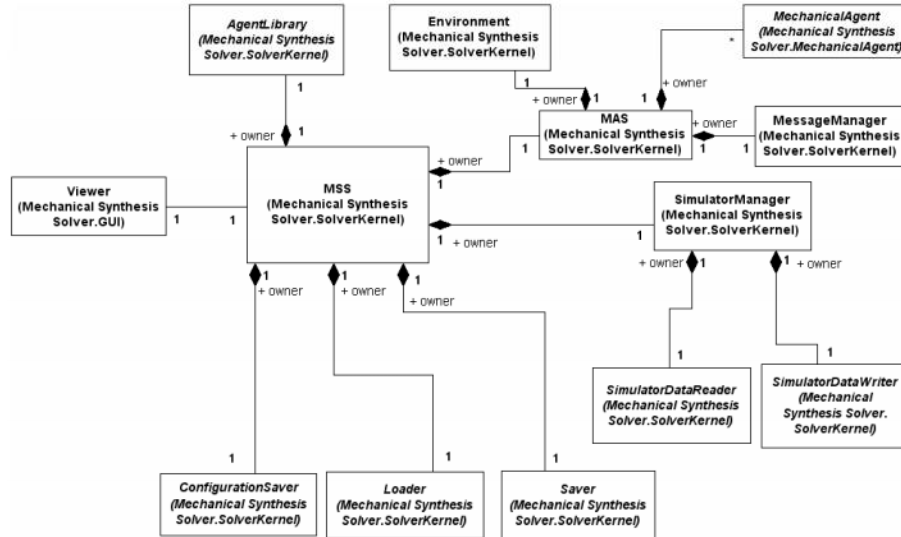 AgentLibrary
(Mechanical Synthesis
Solver.SolverKernel)
1
+ owner
1
Environment
(Mechanical Synthesis
Solver.SolverKernel)
1
+ owner
1
MechanicalAgent
(Mechanical Synthesis
Solver.MechanicalAgent)
*
+ owner
1
MAS
(Mechanical Synthesis
Solver.SolverKernel)
+ owner
1
1
MessageManager
(Mechanical Synthesis
Solver.SolverKernel)
+ owner
1
1
Viewer
(Mechanical Synthesis
Solver.GUI)
1
1
MSS
(Mechanical Synthesis
Solver.SolverKernel)
1
+ owner
1
SimulatorManager
(Mechanical Synthesis
Solver.SolverKernel)
+ owner
1
1
+ owner
1
1
SimulatorDataReader
(Mechanical Synthesis
Solver.SolverKernel)
SimulatorDataWriter
(Mechanical
Synthesis Solver.
SolverKernel)
1
+ owner
1
+ owner
1
+ owner
1
1
1
ConfigurationSaver
(Mechanical Synthesis
Solver.SolverKernel)
Loader
(Mechanical Synthesis
Solver.SolverKernel)
Saver
(Mechanical Synthesis
Solver.SolverKernel)